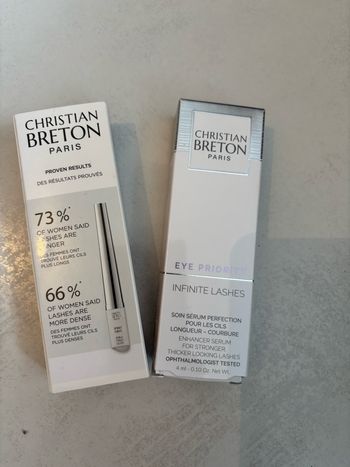 CHRISTIAN
BRETON
PARIS
PROVEN RESULTS
DES RÉSULTATS PROUVÉS
73%*
OF WOMEN SAID
LASHES ARE
LONGER
DES FEMMES ONT
TROUVÉ LEURS CILS
PLUS LONGS
66%*
OF WOMEN SAID
LASHES ARE
MORE DENSE
DES FEMMES ONT
TROUVÉ LEURS CILS
PLUS DENSES
CHRISTIAN
BRETON
PARIS
EYE PRIORITY
INFINITE LASHES
SOIN SÉRUM PERFECTION
POUR LES CILS
LONGUEUR – COURBURE
ENHANCER SERUM
FOR STRONGER
THICKER LOOKING LASHES
OPHTHALMOLOGIST TESTED
4 ml - 0.10 Oz. Net Wt.